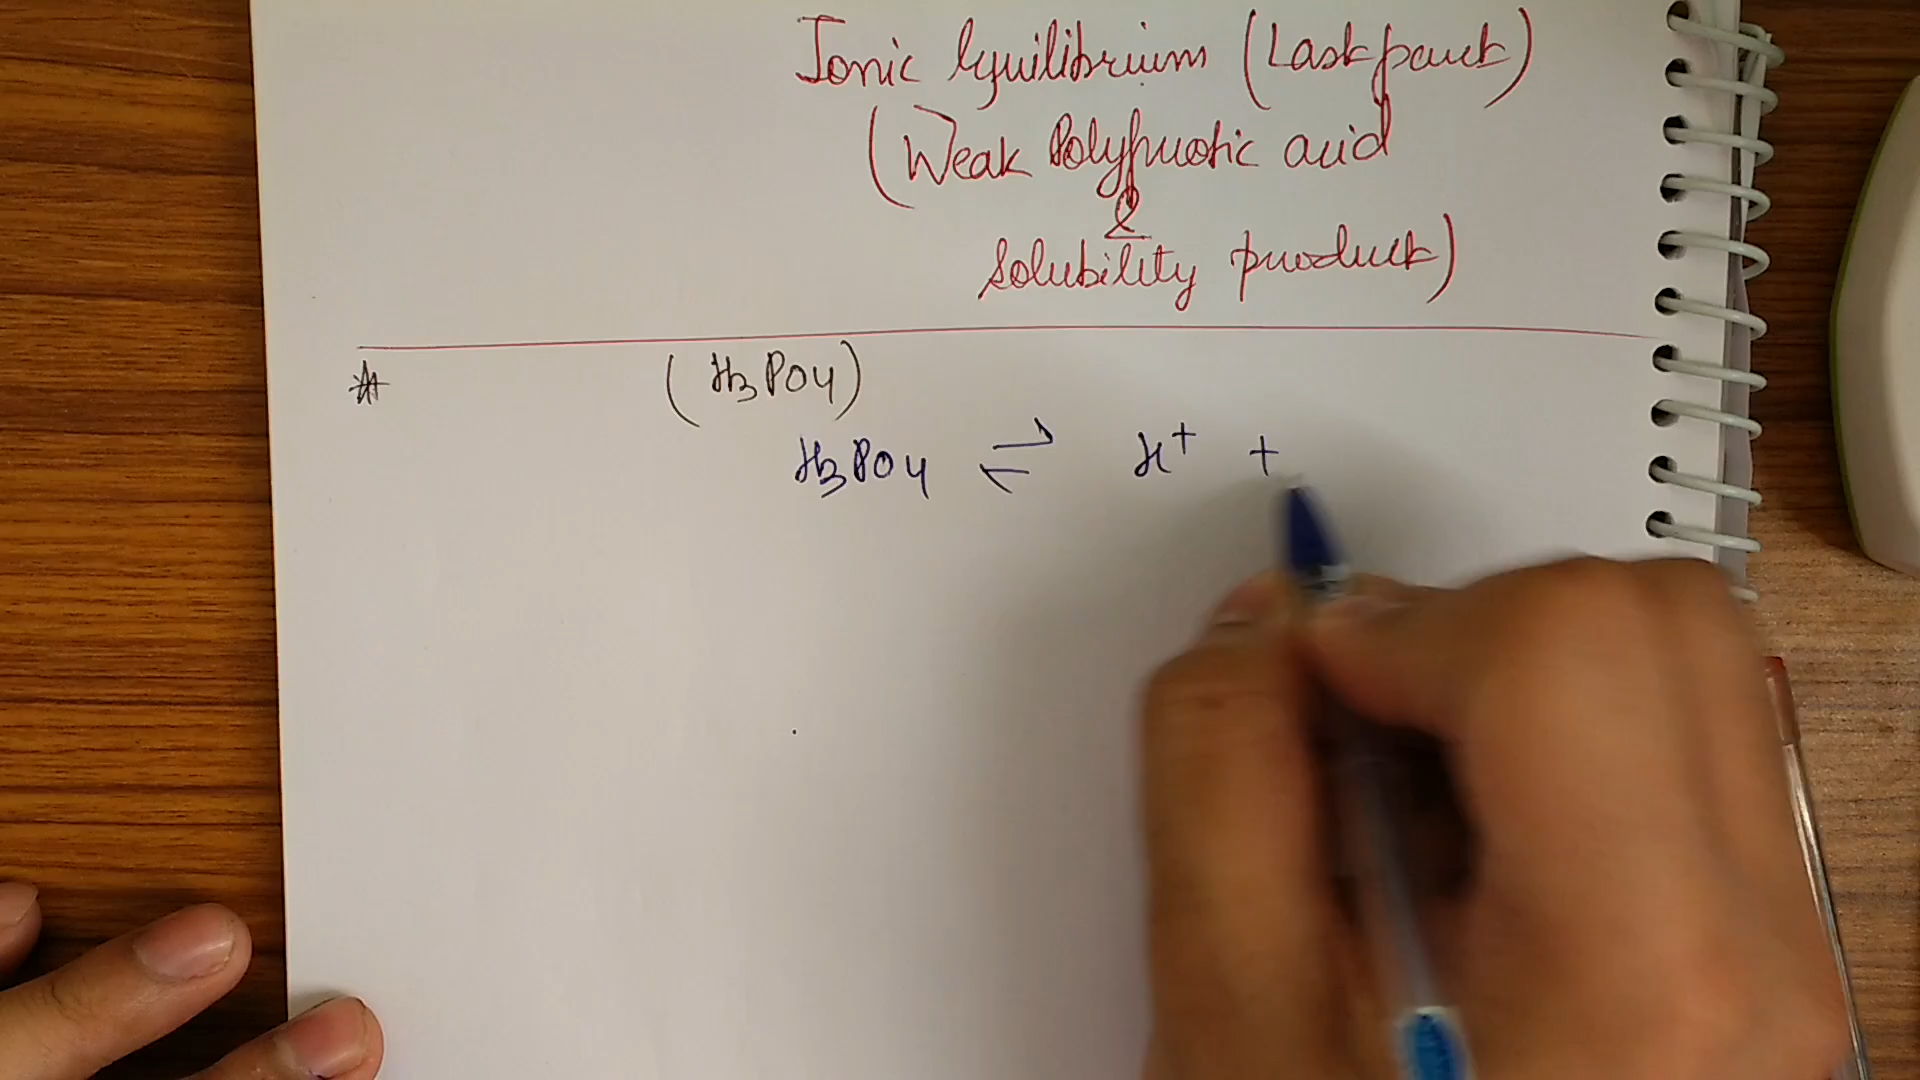 Ionic Equilibrium (Last part)
(Weak Polyprotic acid
&
Solubility product)
* (H3PO4)
H3PO4 ⇌ H+ +